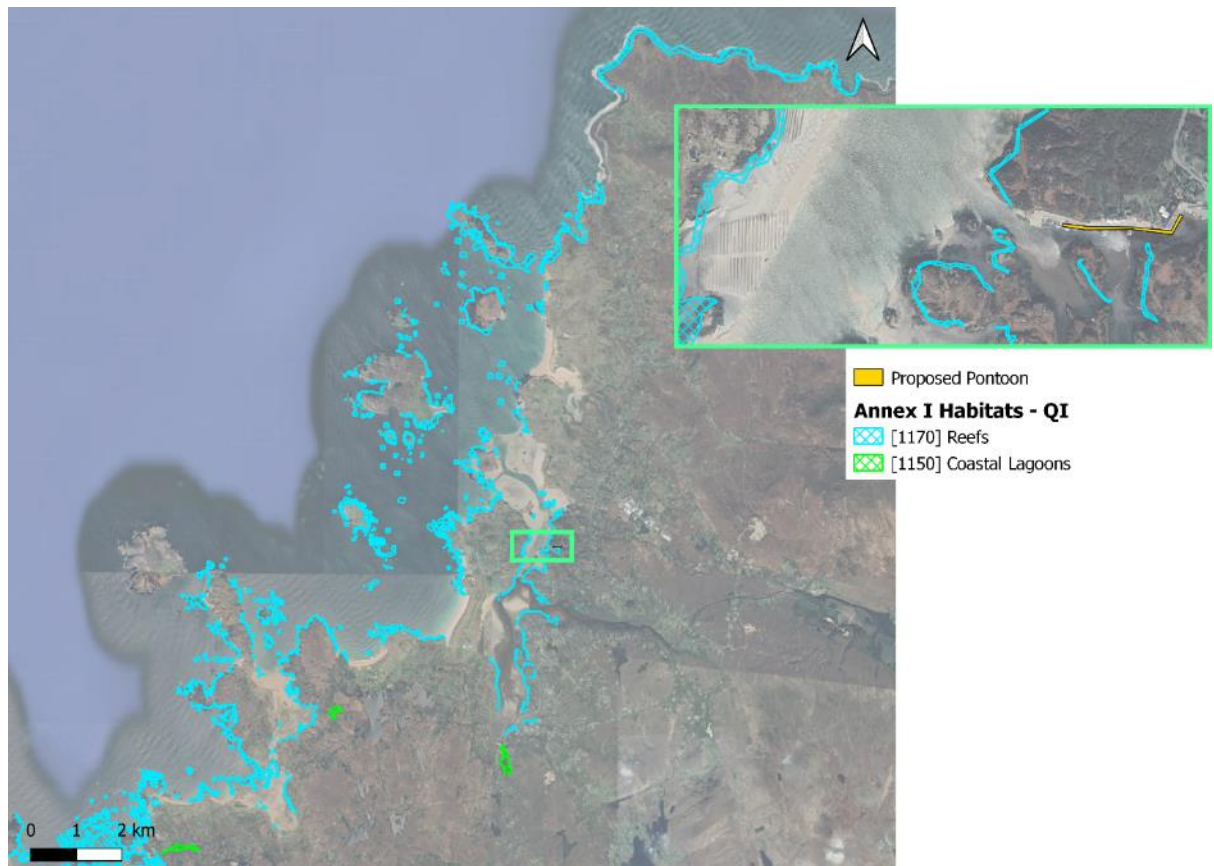 Proposed Pontoon
Annex I Habitats - QI
[1170] Reefs
[1150] Coastal Lagoons
0 1 2 km